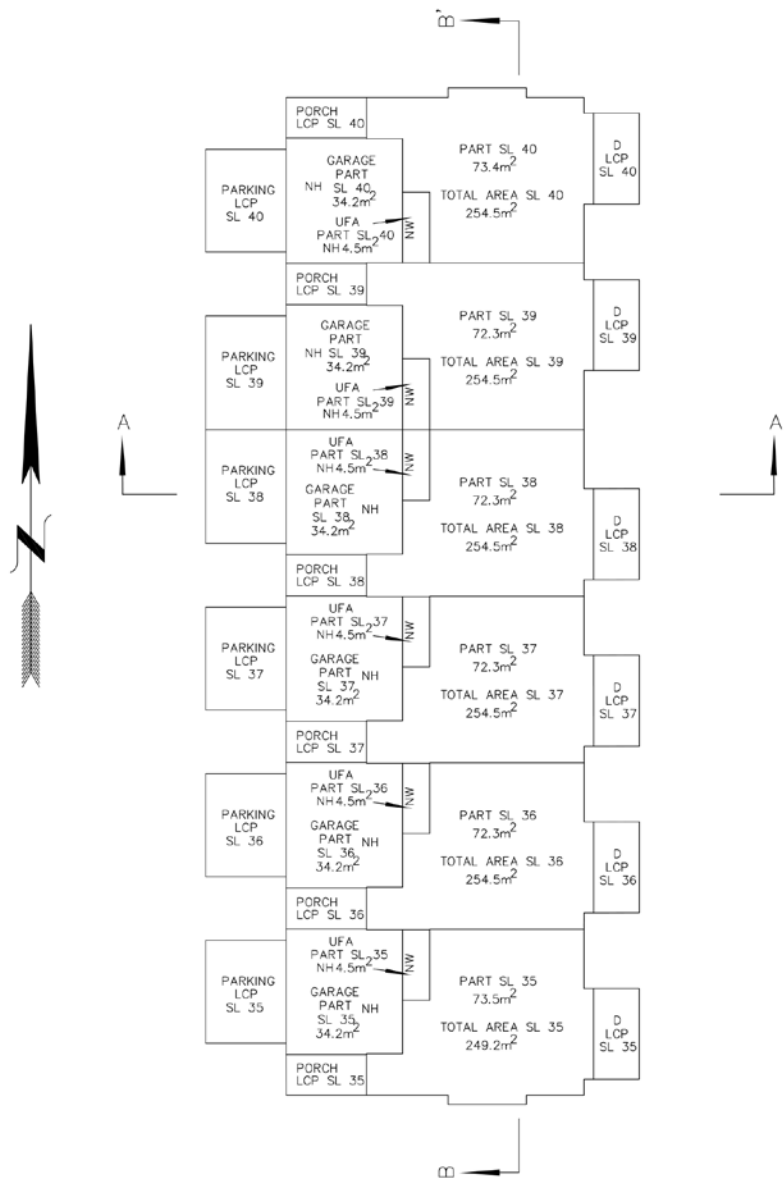 B'
PORCH
LCP SL 40
PARKING
LCP
SL 40
GARAGE
PART
NH SL 40
34.2m2
UFA
PART SL 40
NH 4.5m2
NW
PART SL 40
73.4m2
TOTAL AREA SL 40
254.5m2
D
LCP
SL 40
PORCH
LCP SL 39
PARKING
LCP
SL 39
GARAGE
PART
NH SL 39
34.2m2
UFA
PART SL 39
NH 4.5m2
NW
PART SL 39
72.3m2
TOTAL AREA SL 39
254.5m2
D
LCP
SL 39
A
A'
N
PARKING
LCP
SL 38
UFA
PART SL 38
NH 4.5m2
NW
GARAGE
PART
SL 38 NH
34.2m2
PORCH
LCP SL 38
PART SL 38
72.3m2
TOTAL AREA SL 38
254.5m2
D
LCP
SL 38
PARKING
LCP
SL 37
UFA
PART SL 37
NH 4.5m2
NW
GARAGE
PART NH
SL 37
34.2m2
PORCH
LCP SL 37
PART SL 37
72.3m2
TOTAL AREA SL 37
254.5m2
D
LCP
SL 37
PARKING
LCP
SL 36
UFA
PART SL 36
NH 4.5m2
NW
GARAGE
PART NH
SL 36
34.2m2
PORCH
LCP SL 36
PART SL 36
72.3m2
TOTAL AREA SL 36
254.5m2
D
LCP
SL 36
PARKING
LCP
SL 35
UFA
PART SL 35
NH 4.5m2
NW
GARAGE
PART NH
SL 35
34.2m2
PORCH
LCP SL 35
PART SL 35
73.5m2
TOTAL AREA SL 35
249.2m2
D
LCP
SL 35
B